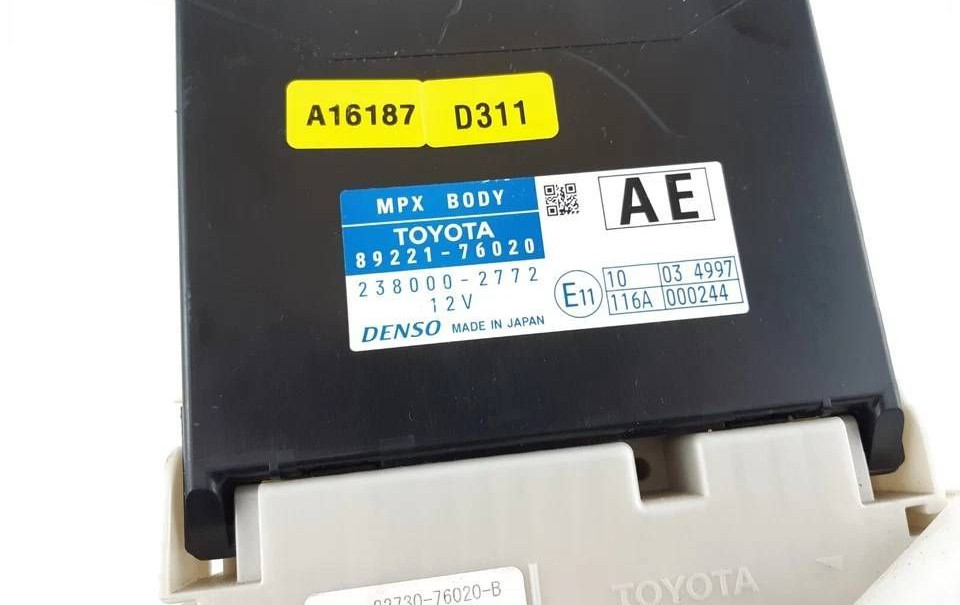 A16187 D311
MPX BODY
AE
TOYOTA
89221-76020
238000-2772
12V
E11
10 03 4997
116A 000244
DENSO MADE IN JAPAN
TOYOTA